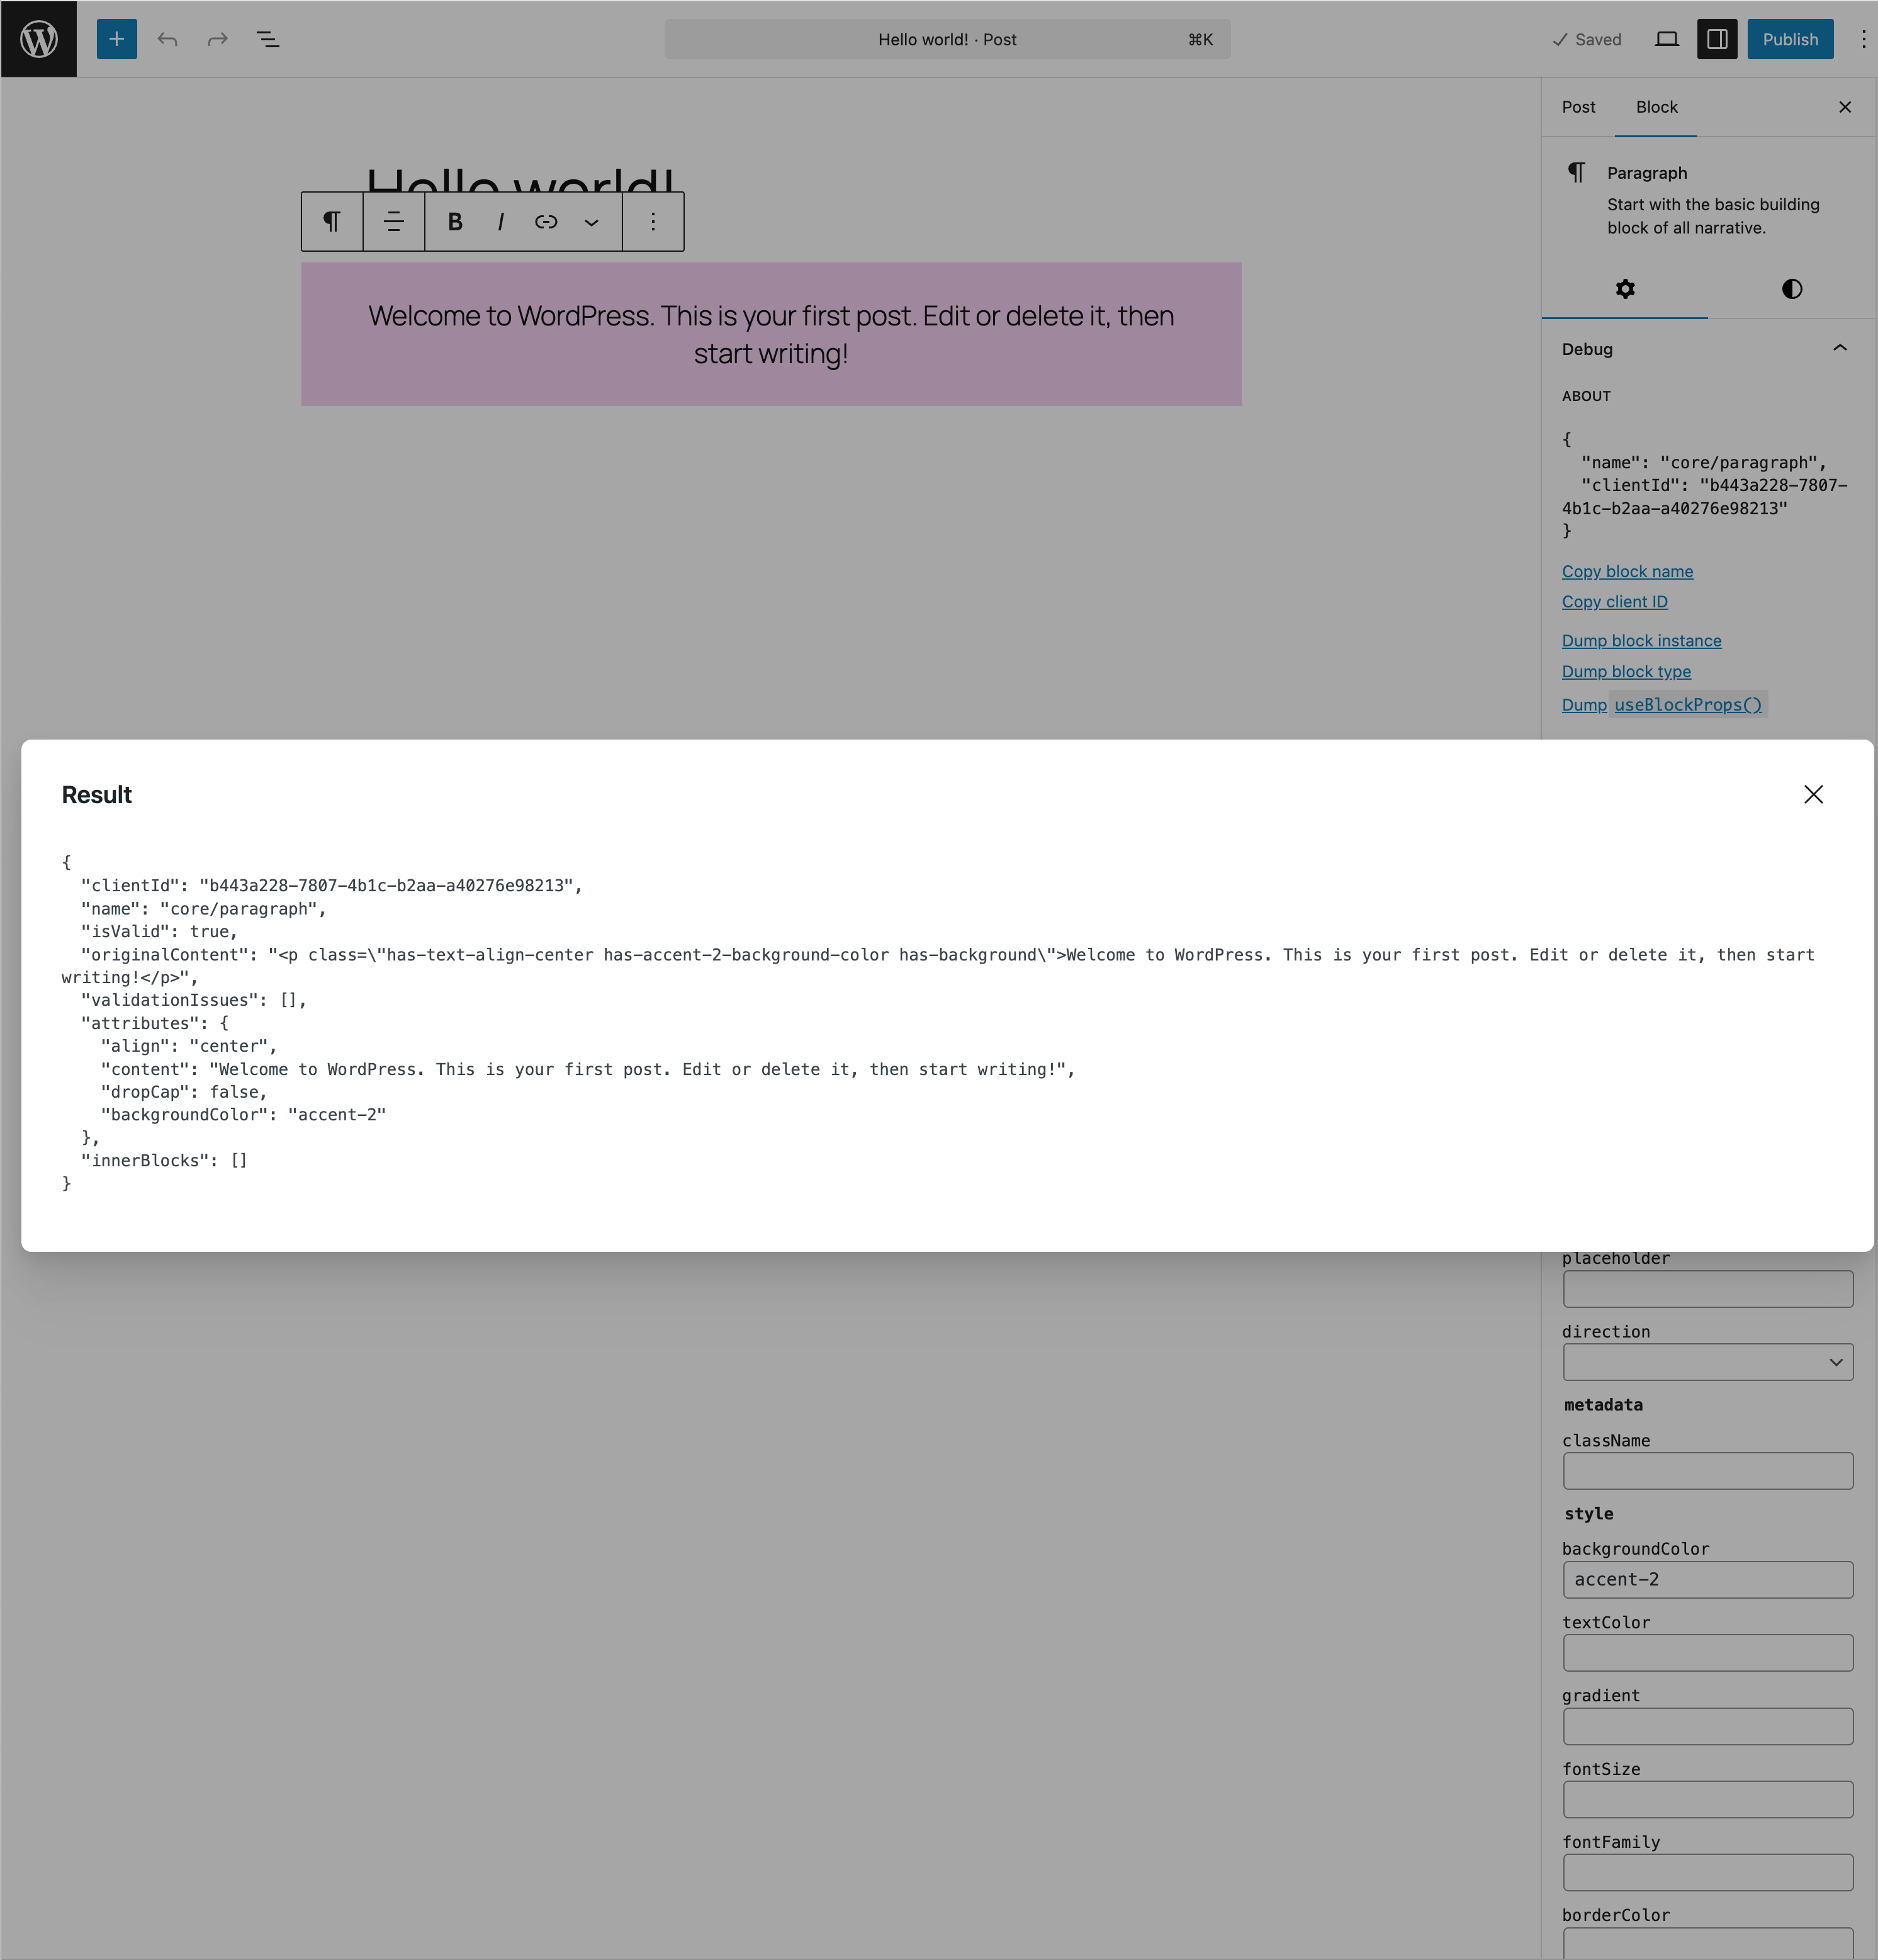 Hello world! · Post ⌘K
Saved
Publish
Post Block
Hello world!
B I
Welcome to WordPress. This is your first post. Edit or delete it, then
start writing!
Paragraph
Start with the basic building
block of all narrative.
Debug
ABOUT
{
  "name": "core/paragraph",
  "clientId": "b443a228-7807-
4b1c-b2aa-a40276e98213"
}
Copy block name
Copy client ID
Dump block instance
Dump block type
Dump useBlockProps()
Result
{
  "clientId": "b443a228-7807-4b1c-b2aa-a40276e98213",
  "name": "core/paragraph",
  "isValid": true,
  "originalContent": "<p class=\"has-text-align-center has-accent-2-background-color has-background\">Welcome to WordPress. This is your first post. Edit or delete it, then start
writing!</p>",
  "validationIssues": [],
  "attributes": {
    "align": "center",
    "content": "Welcome to WordPress. This is your first post. Edit or delete it, then start writing!",
    "dropCap": false,
    "backgroundColor": "accent-2"
  },
  "innerBlocks": []
}
placeholder
direction
metadata
className
style
backgroundColor
accent-2
textColor
gradient
fontSize
fontFamily
borderColor